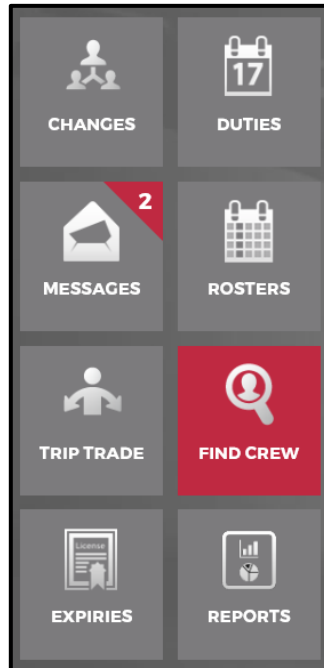 CHANGES
17
DUTIES
2
MESSAGES
ROSTERS
TRIP TRADE
FIND CREW
License
EXPIRIES
REPORTS